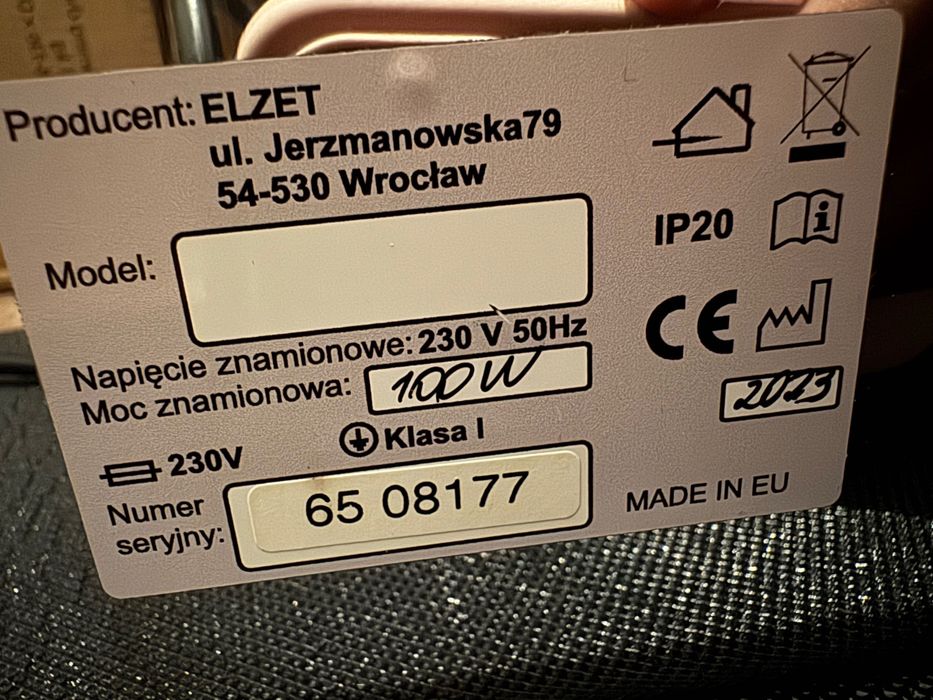 Producent: ELZET
ul. Jerzmanowska79
54-530 Wrocław
IP20
Model:
Napięcie znamionowe: 230 V 50Hz
Moc znamionowa: 100W
CE
2023
Klasa I
230V
Numer
seryjny: 65 08177
MADE IN EU